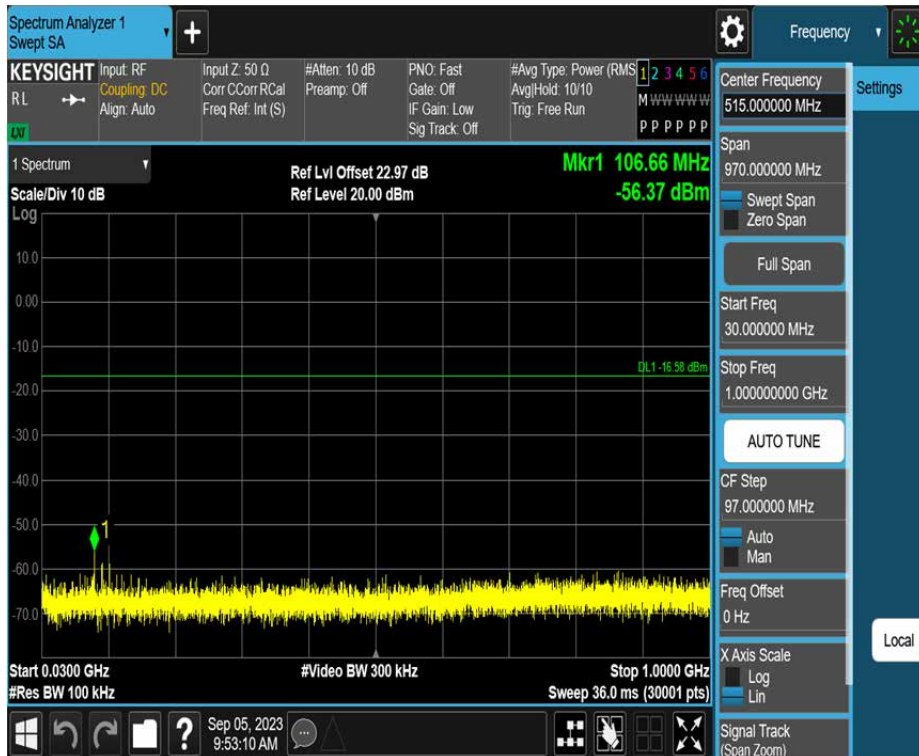 Spectrum Analyzer 1
Swept SA
+
Frequency
KEYSIGHT
R L
LXI
Input: RF
Coupling: DC
Align: Auto
Input Z: 50 Ω
Corr CCorr RCal
Freq Ref: Int (S)
#Atten: 10 dB
Preamp: Off
PNO: Fast
Gate: Off
IF Gain: Low
Sig Track: Off
#Avg Type: Power (RMS
Avg|Hold: 10/10
Trig: Free Run
1 2 3 4 5 6
M W W W W W
P P P P P P
1 Spectrum
Scale/Div 10 dB
Ref Lvl Offset 22.97 dB
Ref Level 20.00 dBm
Mkr1 106.66 MHz
-56.37 dBm
Log
10.0
0.00
-10.0
DL1 -16.58 dBm
-20.0
-30.0
-40.0
-50.0
1
-60.0
-70.0
Start 0.0300 GHz
#Res BW 100 kHz
#Video BW 300 kHz
Stop 1.0000 GHz
Sweep 36.0 ms (30001 pts)
?
Sep 05, 2023
9:53:10 AM
Center Frequency
515.000000 MHz
Span
970.000000 MHz
Swept Span
Zero Span
Full Span
Start Freq
30.000000 MHz
Stop Freq
1.000000000 GHz
AUTO TUNE
CF Step
97.000000 MHz
Auto
Man
Freq Offset
0 Hz
X Axis Scale
Log
Lin
Signal Track
(Span Zoom)
Settings
Local